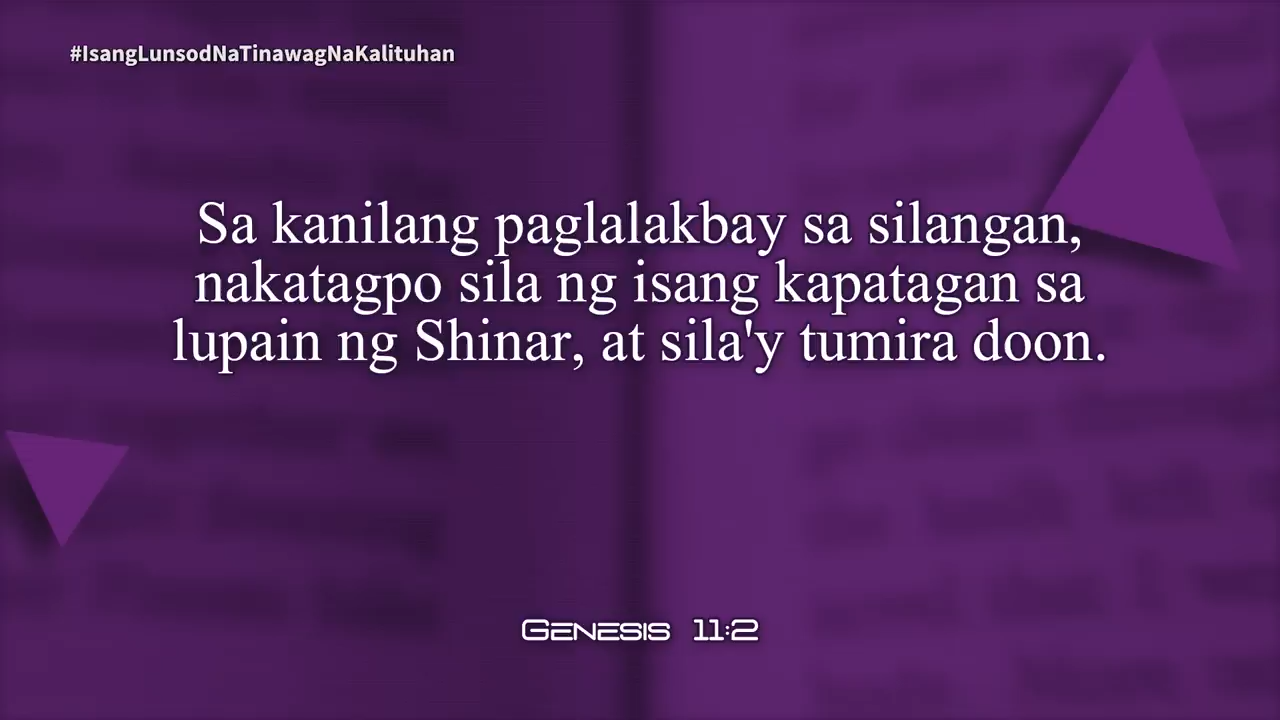 #IsangLunsodNaTinawagNaKalituhan
Sa kanilang paglalakbay sa silangan,
nakatagpo sila ng isang kapatagan sa
lupain ng Shinar, at sila'y tumira doon.
Genesis 11:2